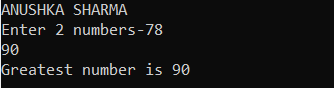 ANUSHKA SHARMA
Enter 2 numbers-78
90
Greatest number is 90